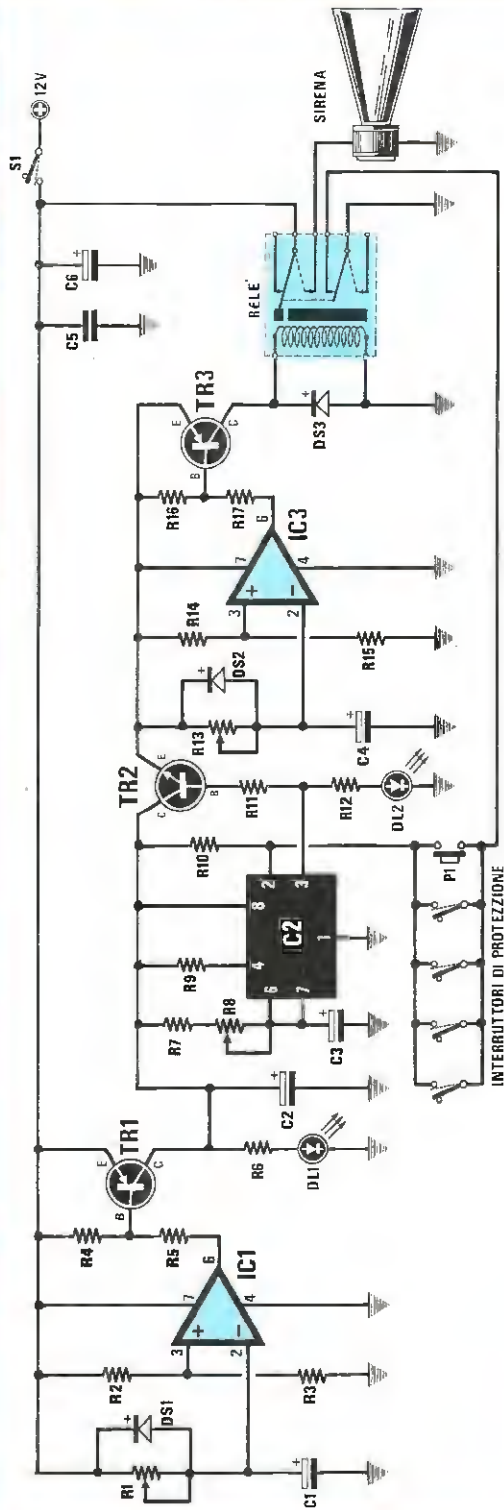 S1
12V
C5
C6
R1
DS1
R2
R3
C1
3
2
7
4
6
IC1
R4
R5
B
E
C
TR1
R6
DL1
C2
R7
R8
R9
R10
C3
6
7
4
8
2
3
1
IC2
TR2
C
E
B
R11
R12
DL2
R13
DS2
R14
R15
C4
3
2
7
4
6
IC3
R16
R17
B
E
C
TR3
DS3
RELE'
SIRENA
P1
INTERRUTTORI DI PROTEZZIONE